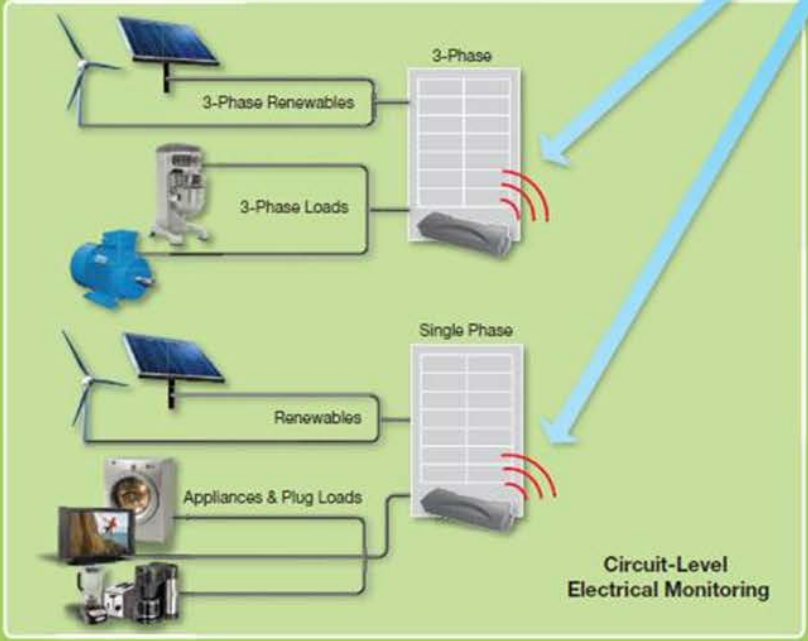 3-Phase
3-Phase Renewables
3-Phase Loads
Single Phase
Renewables
Appliances & Plug Loads
Circuit-Level
Electrical Monitoring